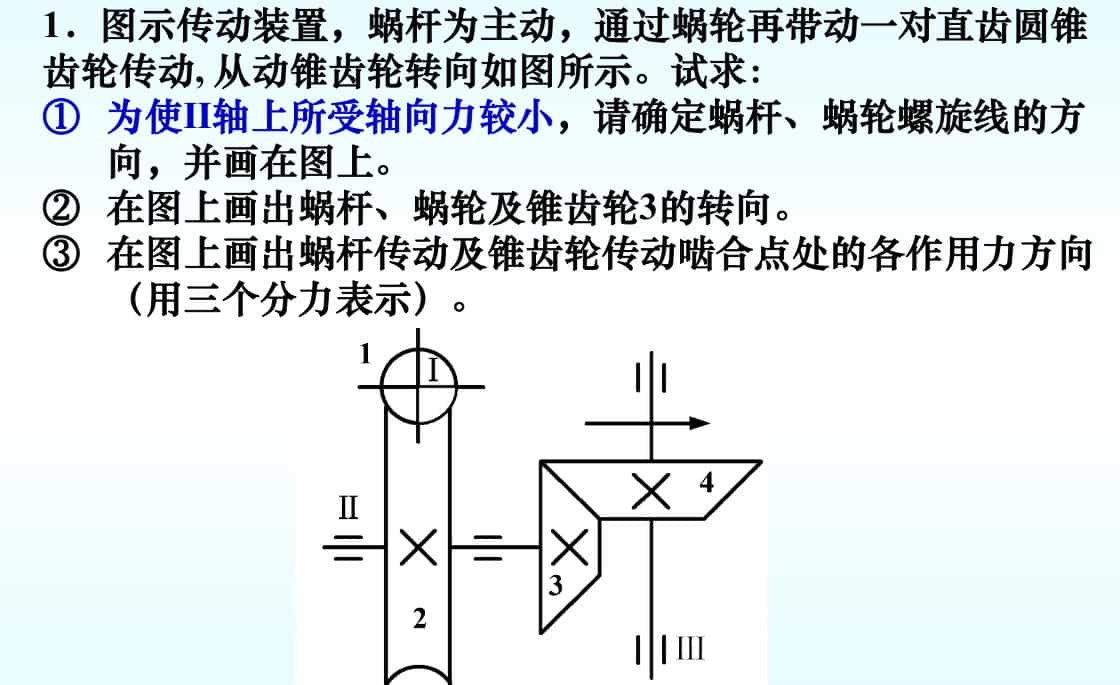 1．图示传动装置，蜗杆为主动，通过蜗轮再带动一对直齿圆锥
齿轮传动, 从动锥齿轮转向如图所示。试求:
① 为使II轴上所受轴向力较小，请确定蜗杆、蜗轮螺旋线的方
向，并画在图上。
② 在图上画出蜗杆、蜗轮及锥齿轮3的转向。
③ 在图上画出蜗杆传动及锥齿轮传动啮合点处的各作用力方向
（用三个分力表示）。
1
I
4
II
3
2
III